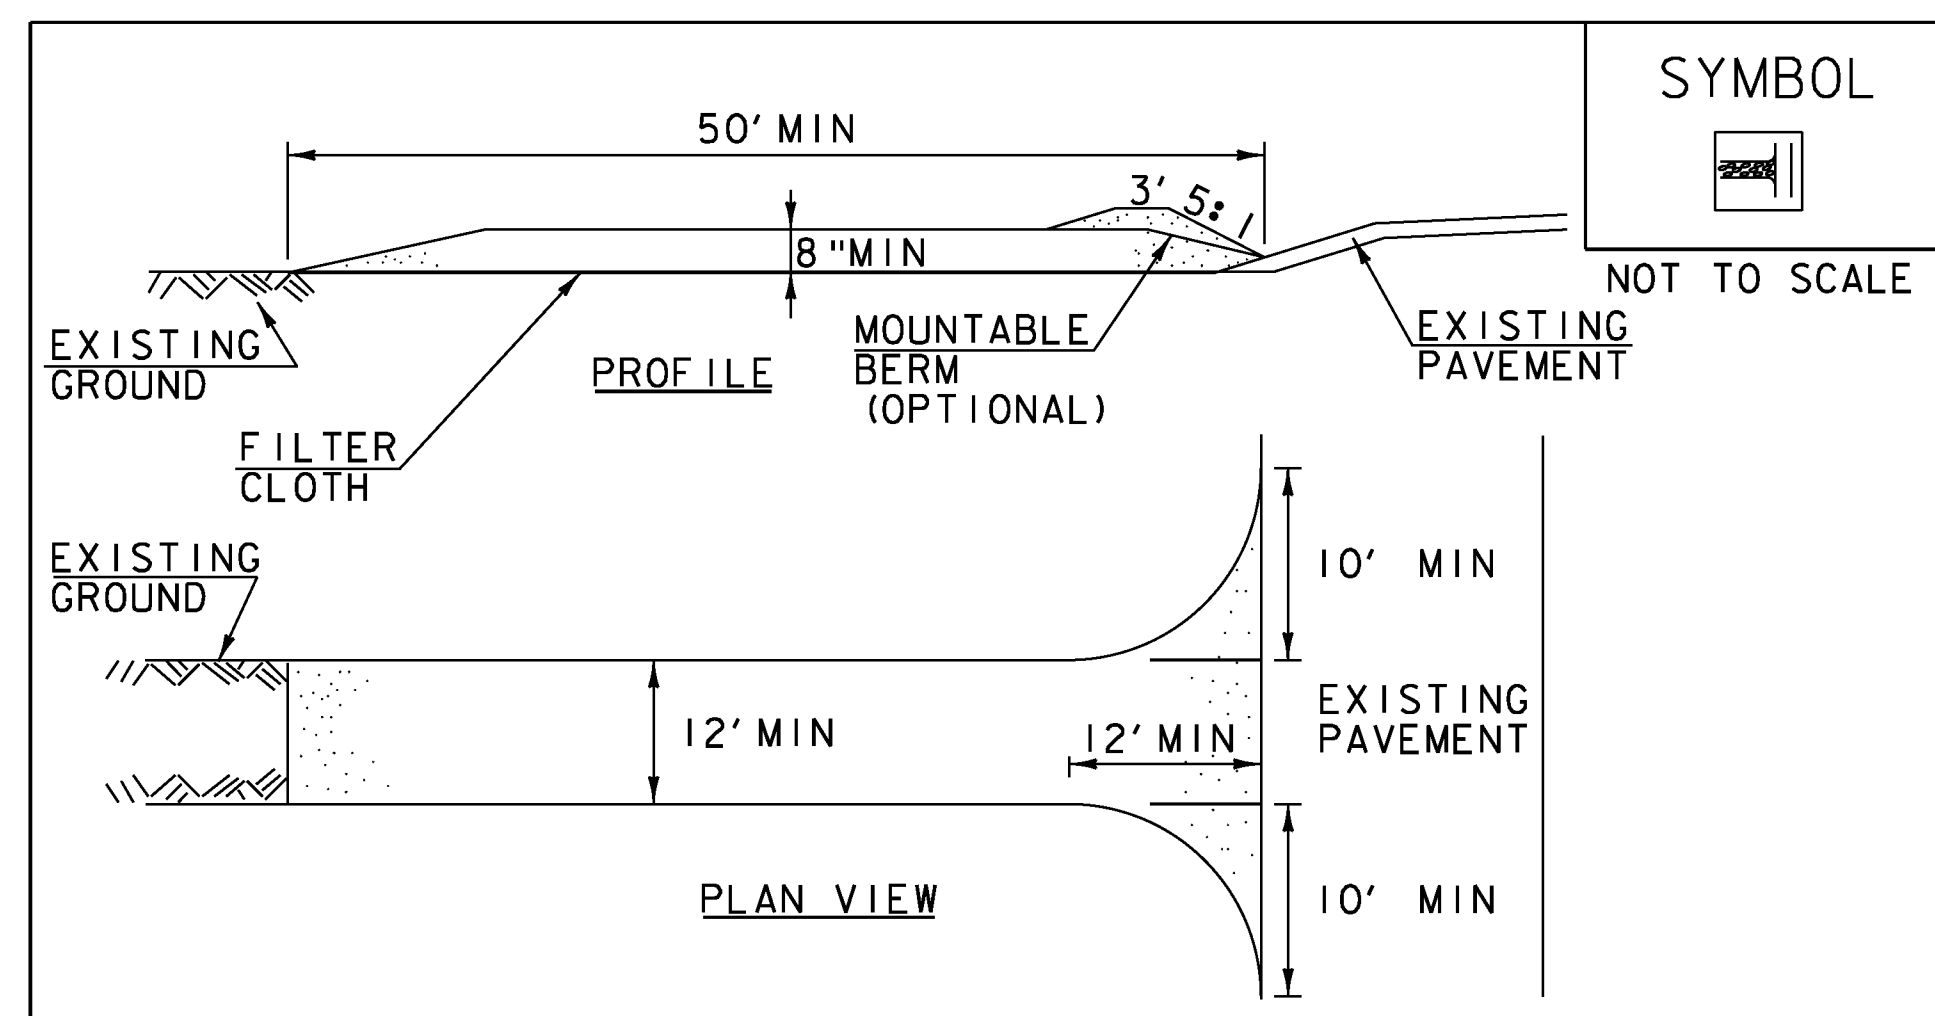 SYMBOL
50' MIN
3' 5:1
8" MIN
NOT TO SCALE
EXISTING
GROUND
PROFILE
MOUNTABLE
BERM
(OPTIONAL)
EXISTING
PAVEMENT
FILTER
CLOTH
EXISTING
GROUND
10' MIN
12' MIN
12' MIN
EXISTING
PAVEMENT
PLAN VIEW
10' MIN